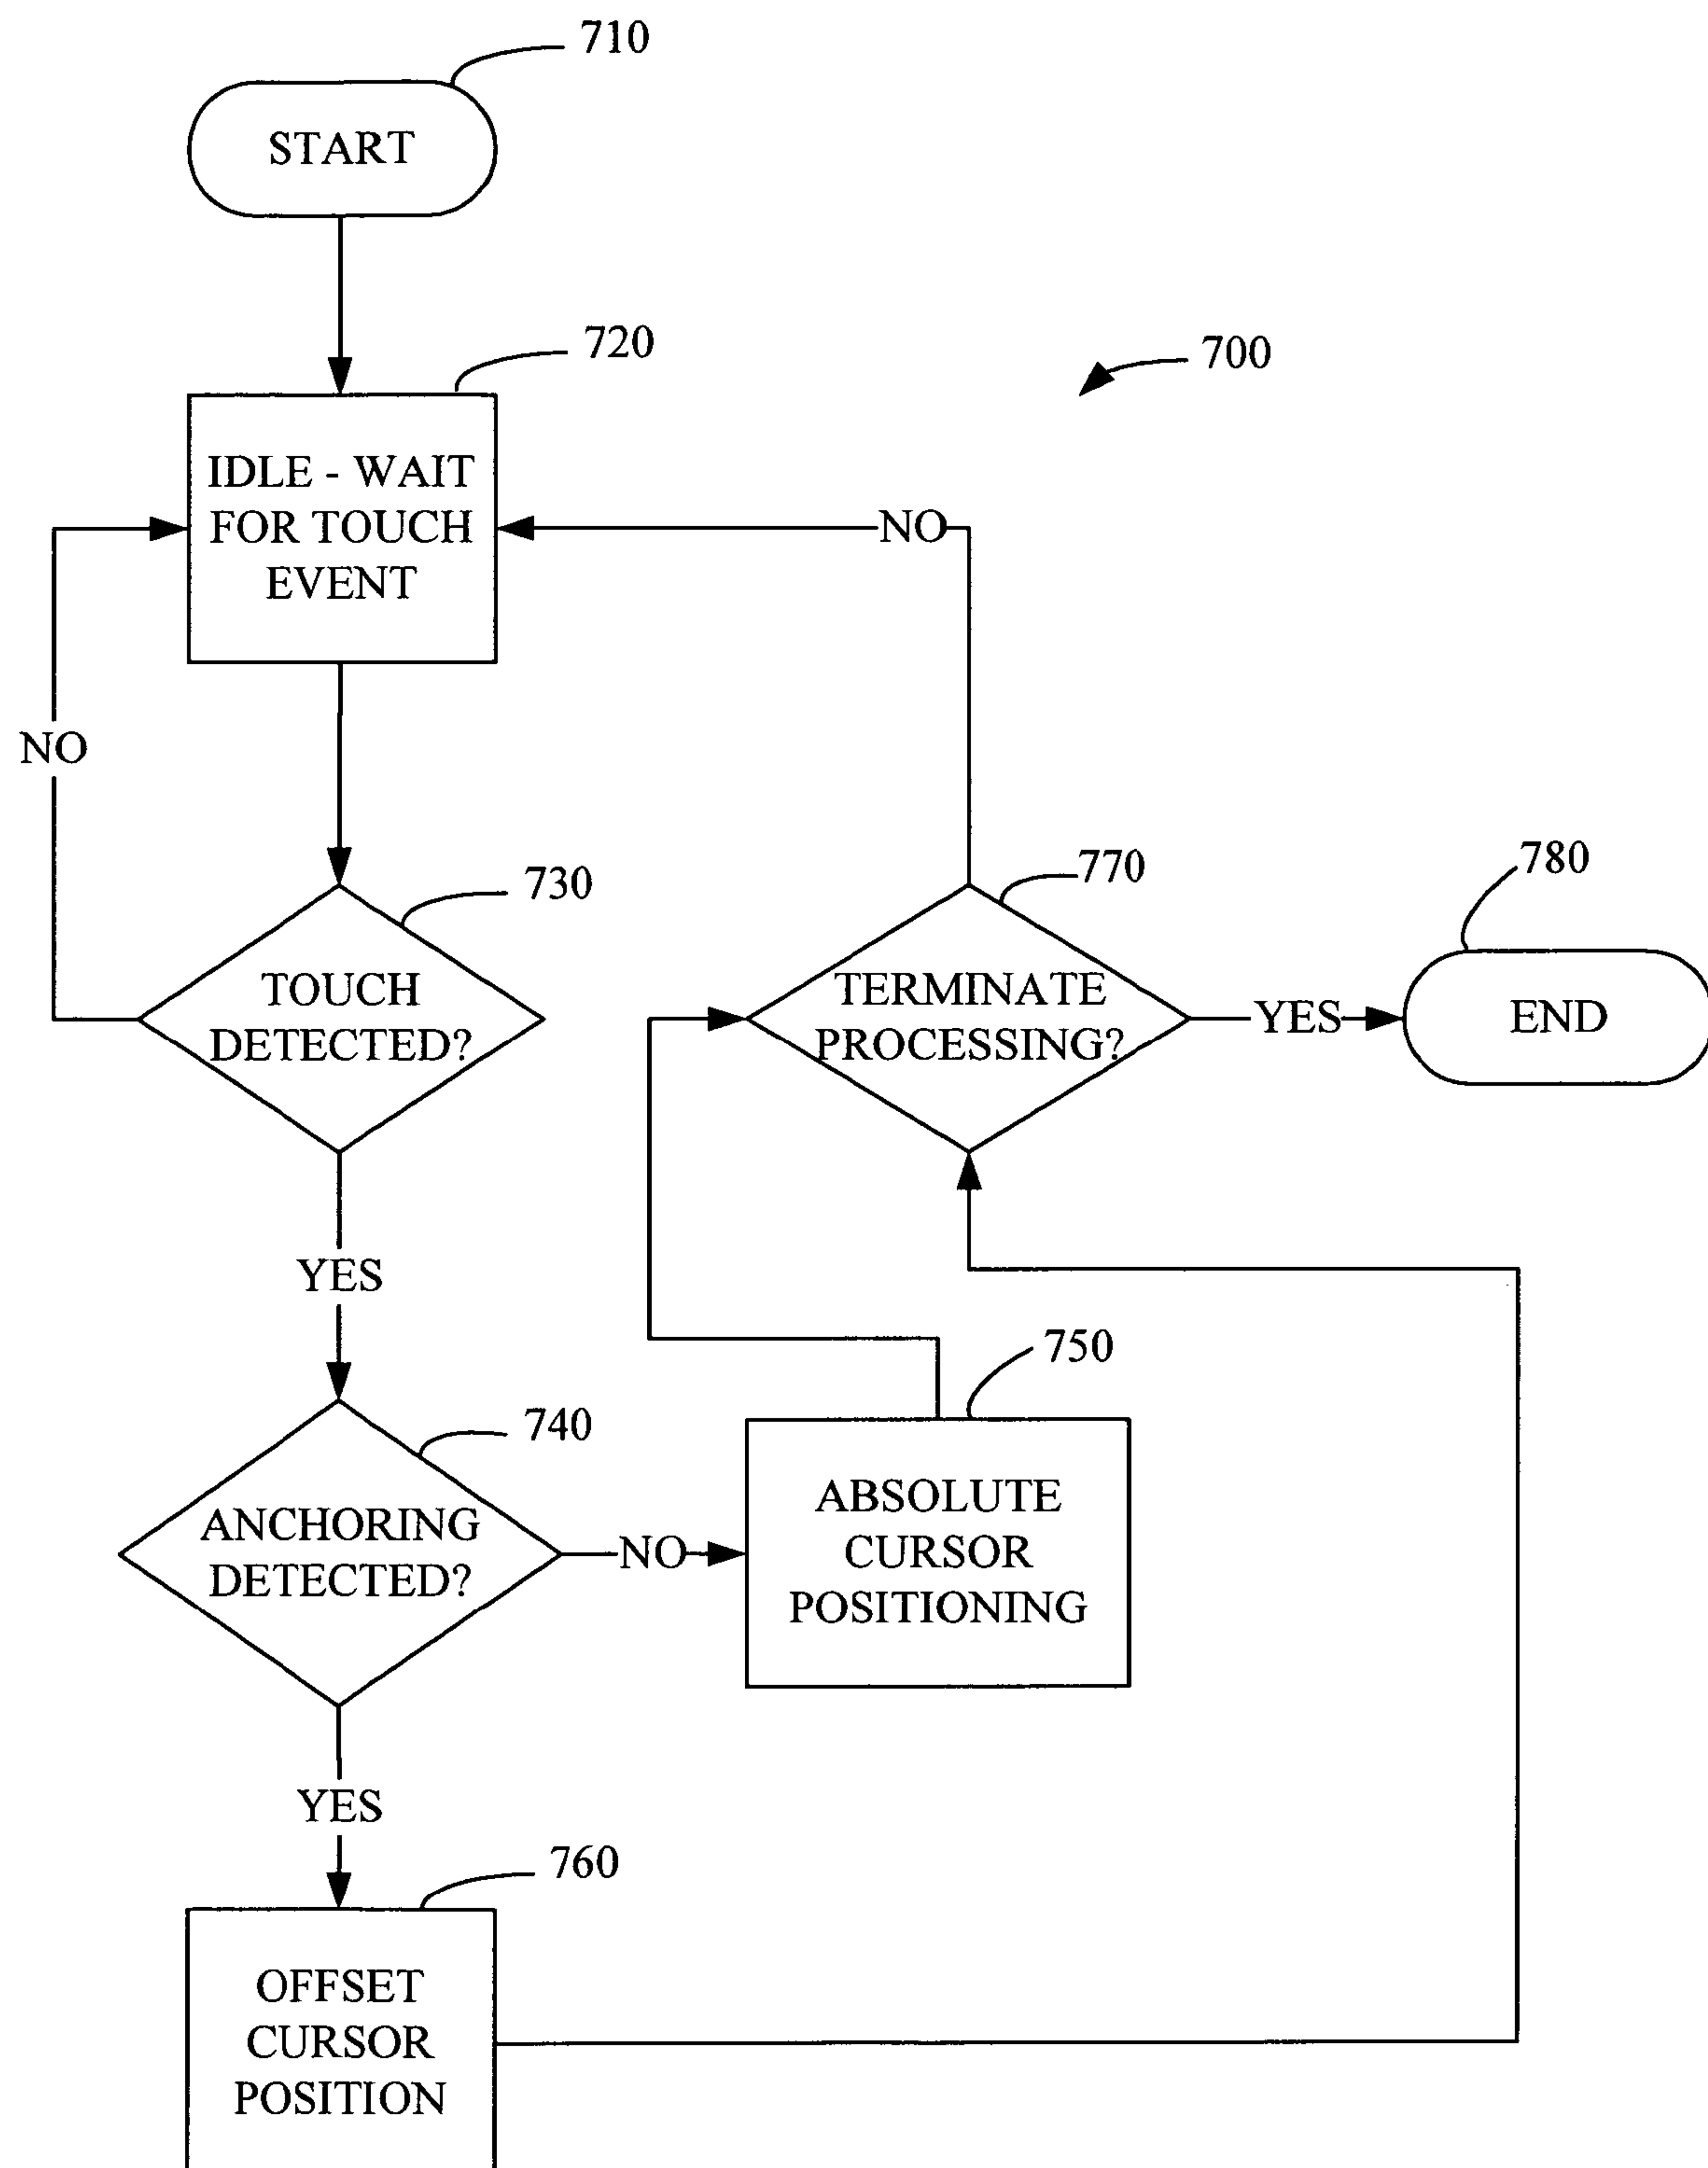 710
START
720
700
IDLE - WAIT
FOR TOUCH
EVENT
NO
NO
730
770
780
TOUCH
DETECTED?
TERMINATE
PROCESSING?
YES
END
YES
740
750
ANCHORING
DETECTED?
NO
ABSOLUTE
CURSOR
POSITIONING
YES
760
OFFSET
CURSOR
POSITION